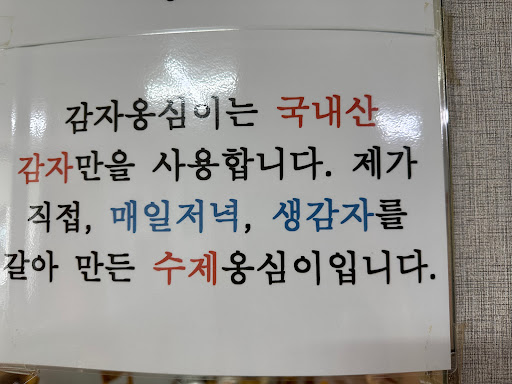 감자옹심이는 국내산
감자만을 사용합니다. 제가
직접, 매일저녁, 생감자를
갈아 만든 수제옹심이입니다.